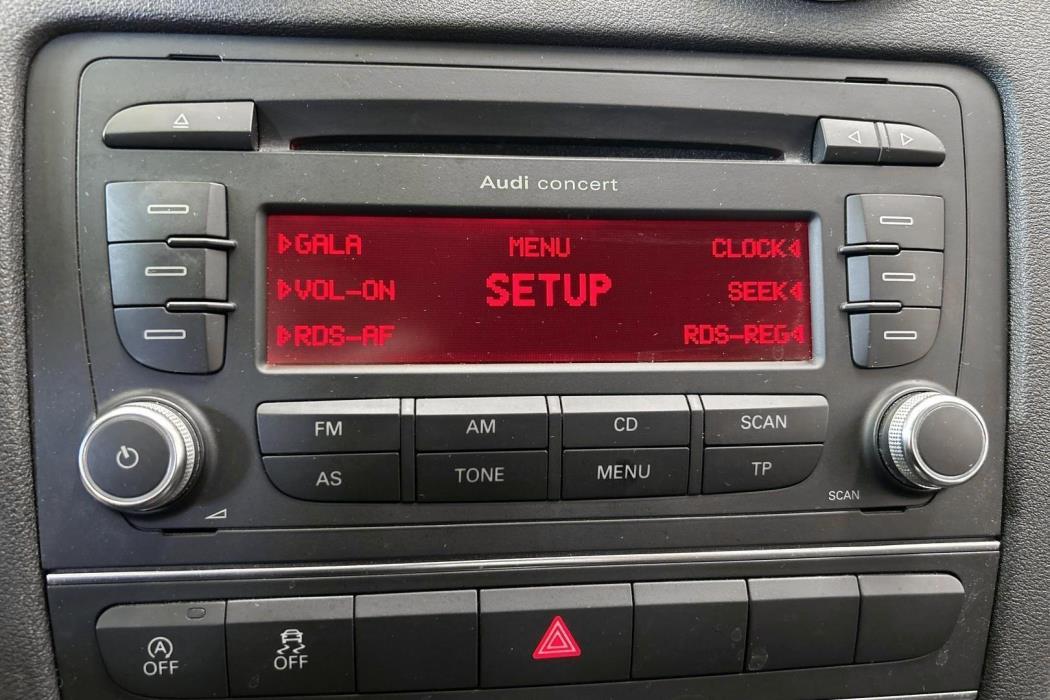 Audi concert
GALA MENU CLOCK
VOL-ON SETUP SEEK
RDS-AF RDS-REG
FM AM CD SCAN
AS TONE MENU TP
SCAN
A OFF
OFF